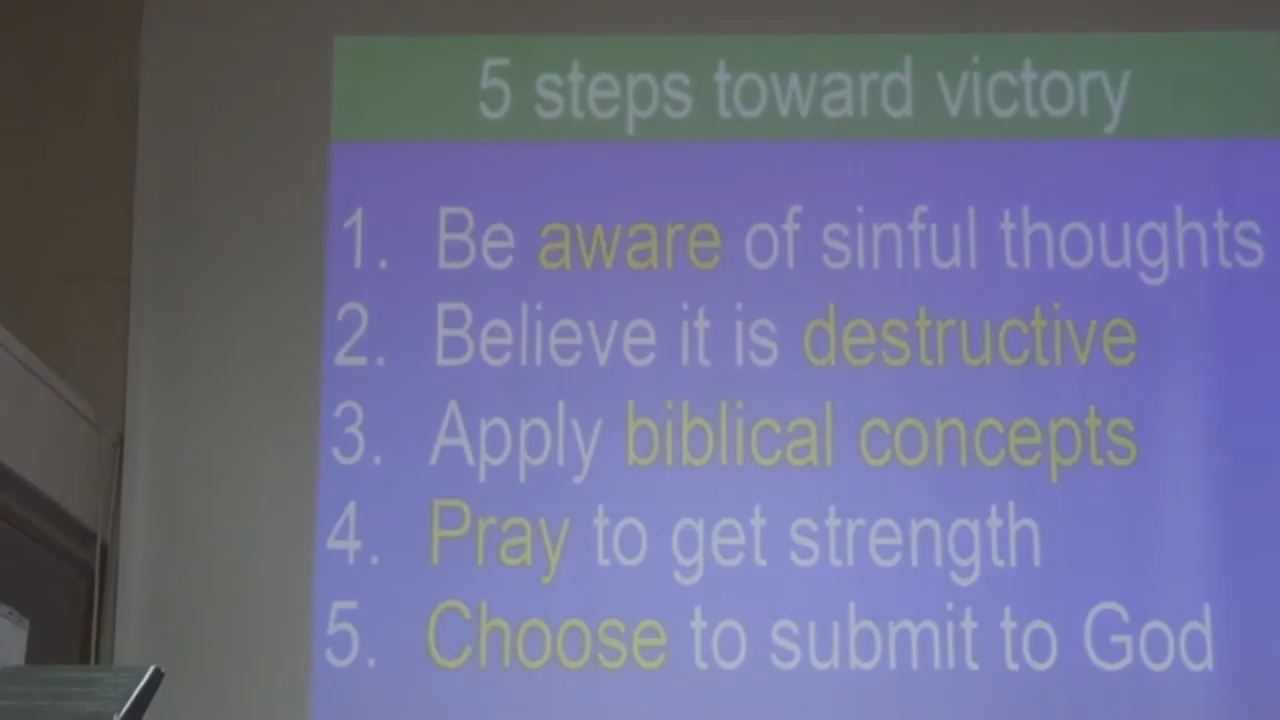 5 steps toward victory
1. Be aware of sinful thoughts
2. Believe it is destructive
3. Apply biblical concepts
4. Pray to get strength
5. Choose to submit to God